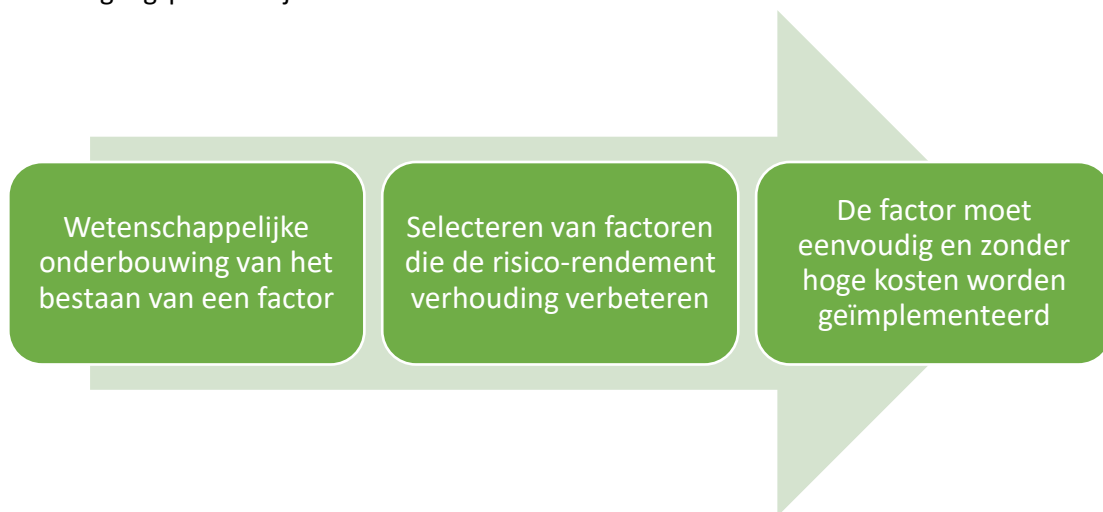 Wetenschappelijke
onderbouwing van het
bestaan van een factor
Selecteren van factoren
die de risico-rendement
verhouding verbeteren
De factor moet
eenvoudig en zonder
hoge kosten worden
geïmplementeerd